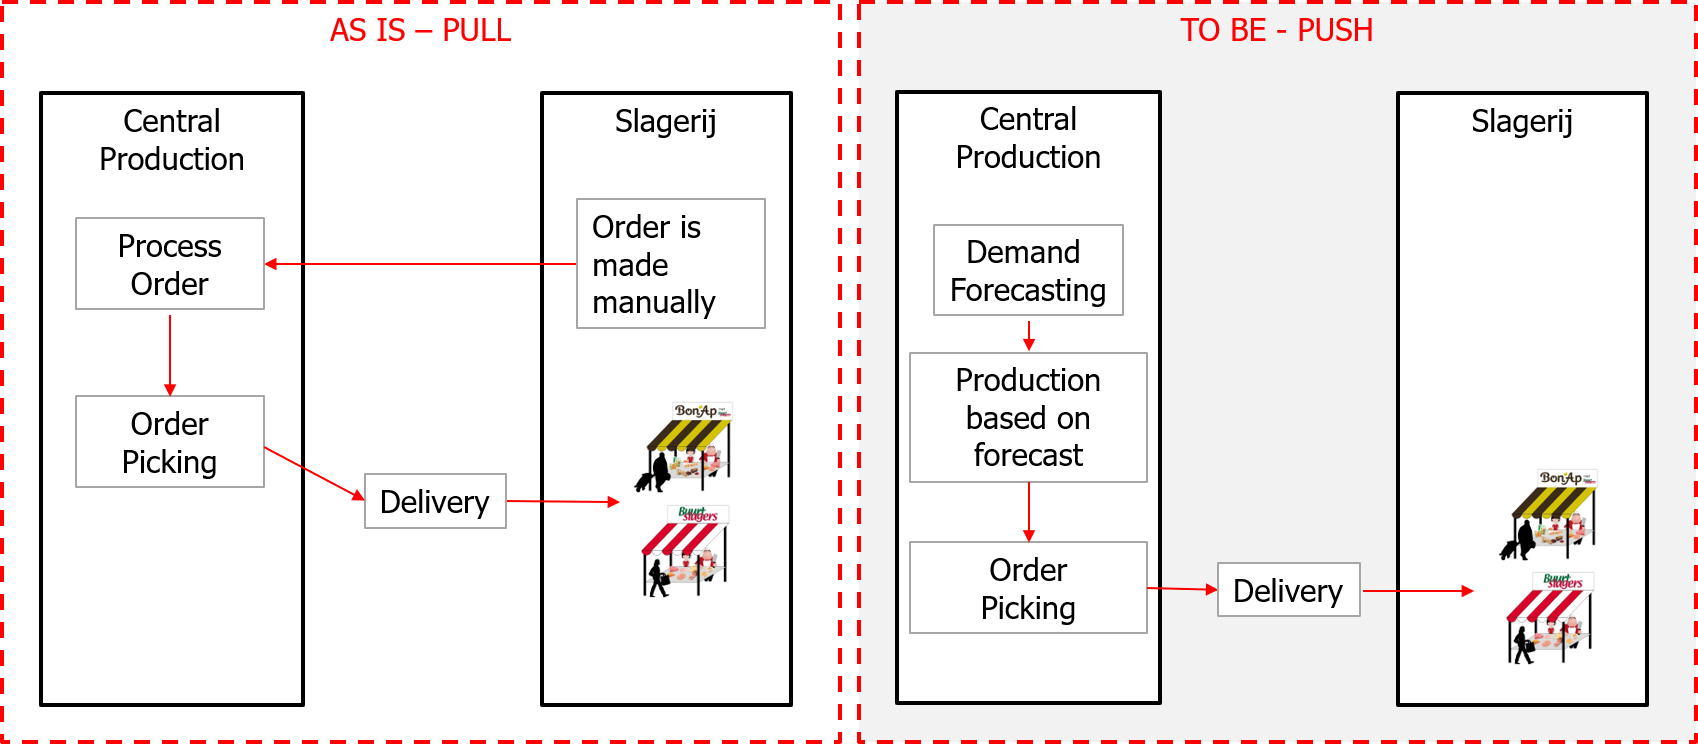 AS IS – PULL
Central
Production
Slagerij
Process
Order
Order is
made
manually
Order
Picking
Delivery
BonAp
Buurt
slagers
TO BE - PUSH
Central
Production
Slagerij
Demand
Forecasting
Production
based on
forecast
Order
Picking
Delivery
BonAp
Buurt
slagers